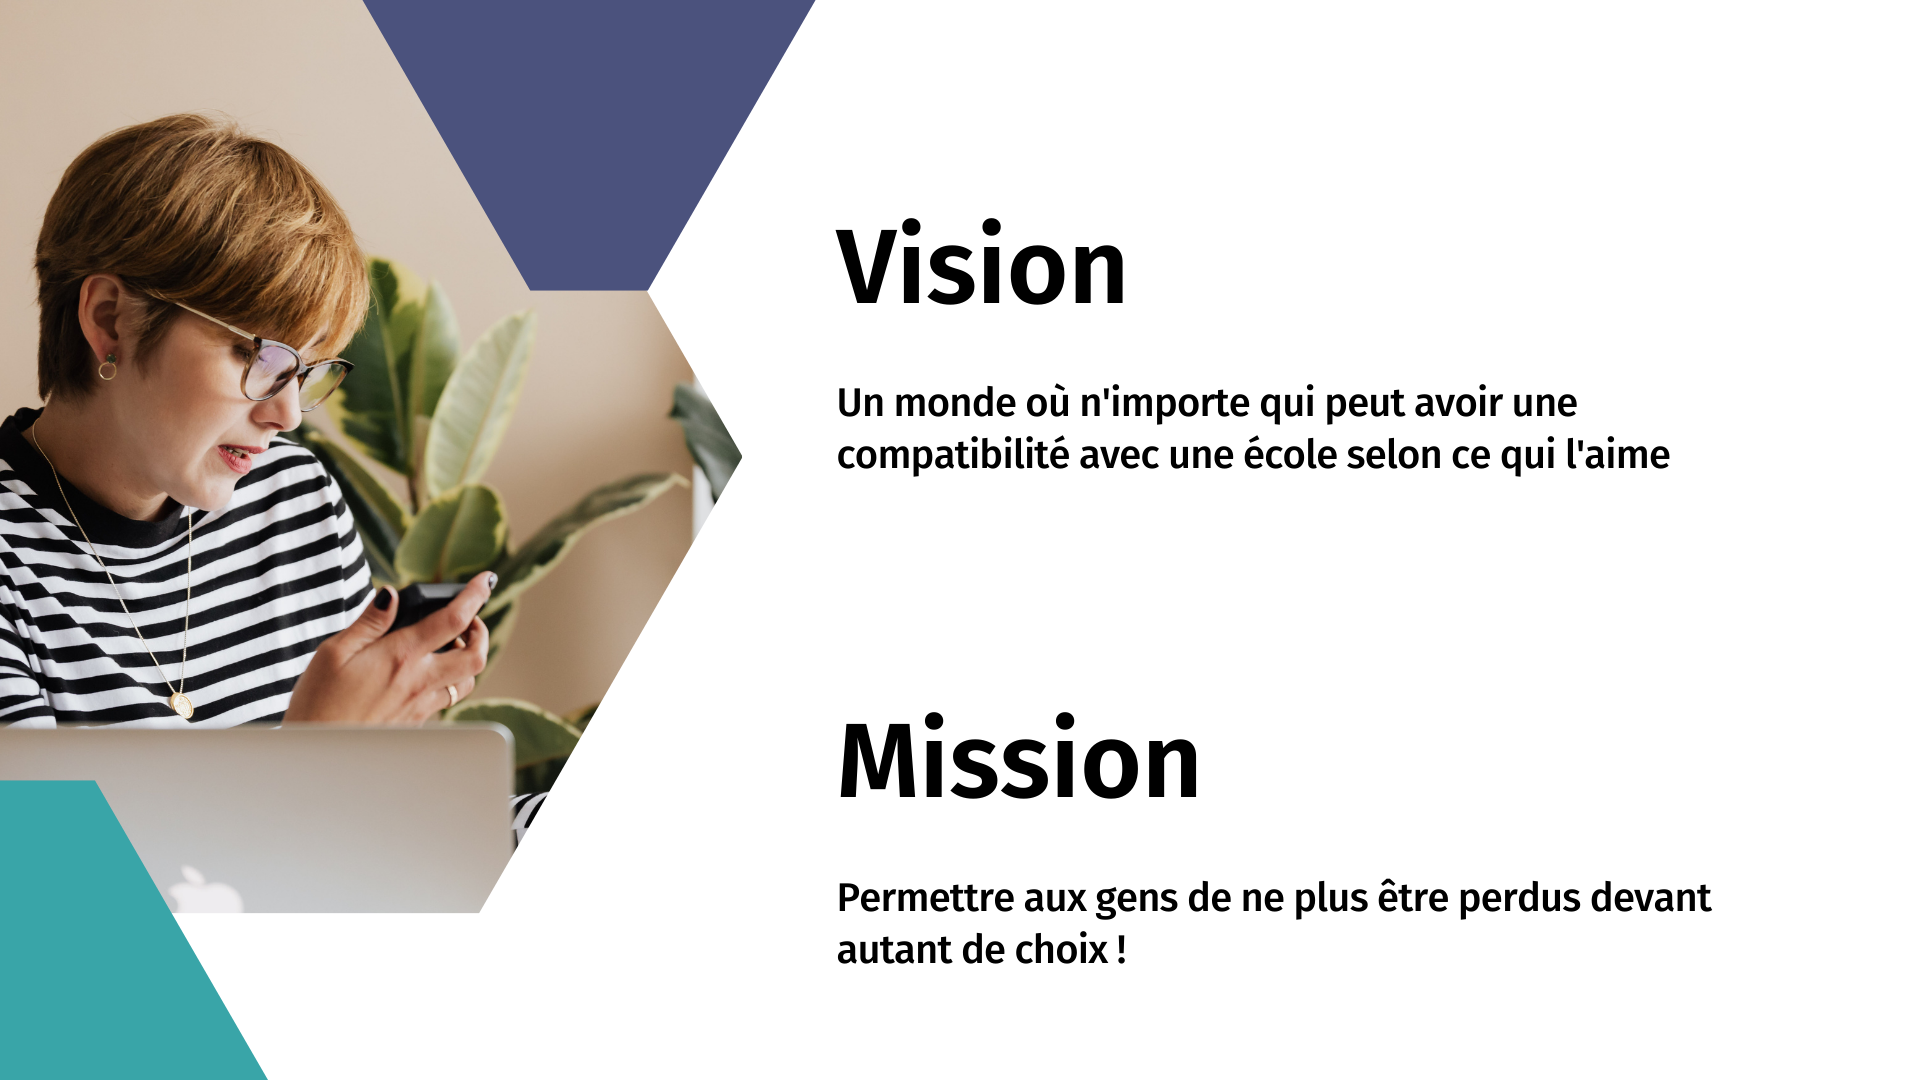 Vision
Un monde où n'importe qui peut avoir une
compatibilité avec une école selon ce qui l'aime
Mission
Permettre aux gens de ne plus être perdus devant
autant de choix !